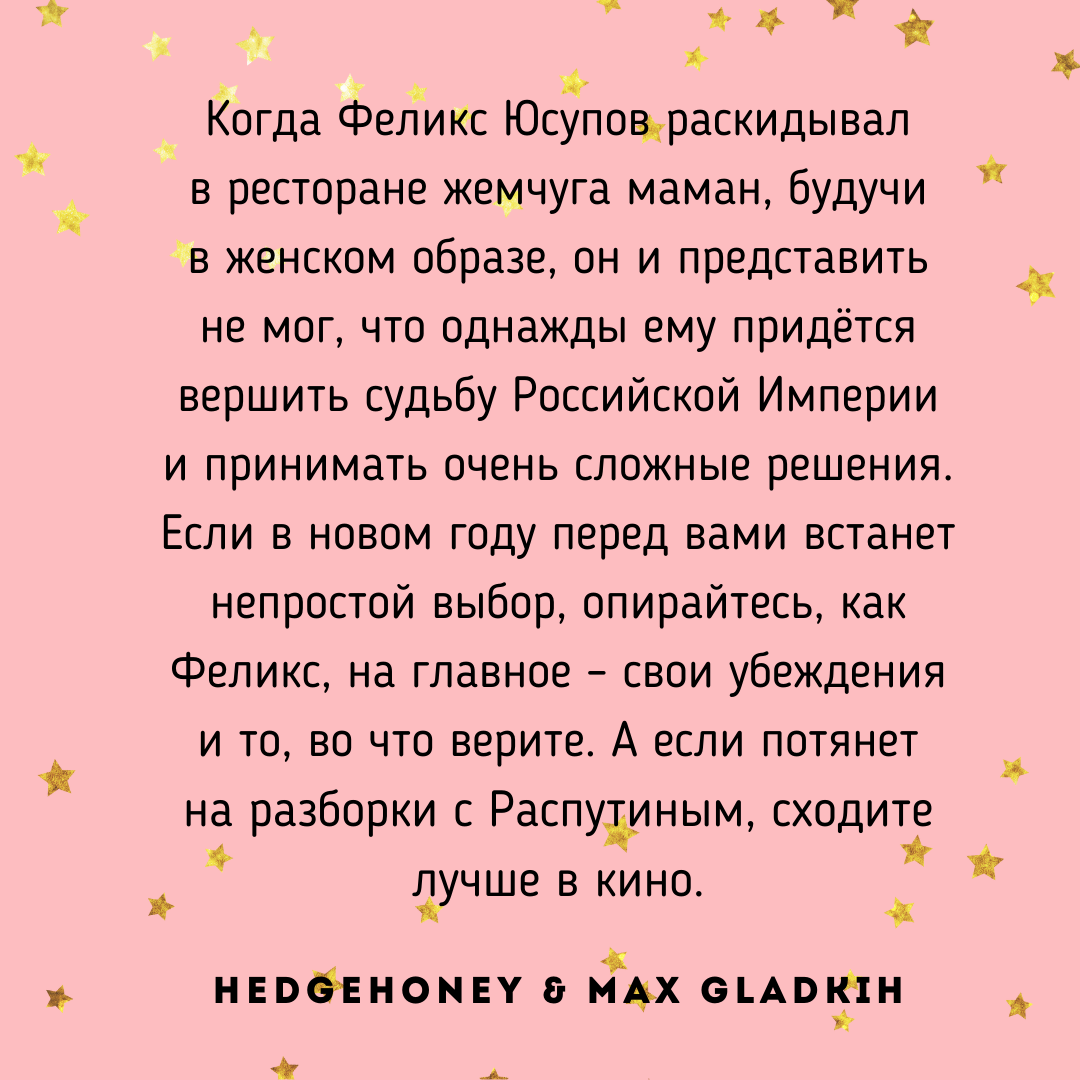 Когда Феликс Юсупов раскидывал
в ресторане жемчуга маман, будучи
в женском образе, он и представить
не мог, что однажды ему придётся
вершить судьбу Российской Империи
и принимать очень сложные решения.
Если в новом году перед вами встанет
непростой выбор, опирайтесь, как
Феликс, на главное – свои убеждения
и то, во что верите. А если потянет
на разборки с Распутиным, сходите
лучше в кино.
HEDGEHONEY & MAX GLADKIH